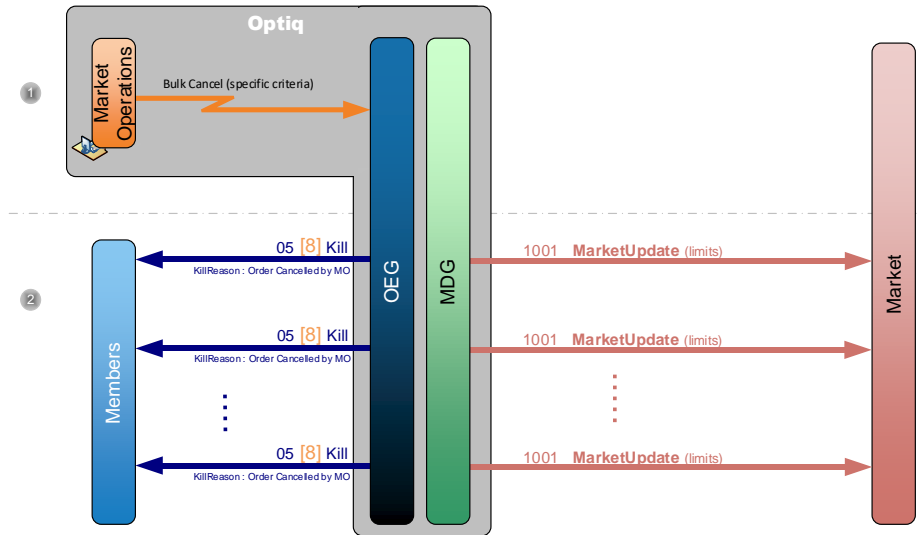 Optiq
1
Market
Operations
Bulk Cancel (specific criteria)
OEG
MDG
Market
2
Members
05 [8] Kill
KillReason : Order Cancelled by MO
1001 MarketUpdate (limits)
05 [8] Kill
KillReason : Order Cancelled by MO
1001 MarketUpdate (limits)
05 [8] Kill
KillReason : Order Cancelled by MO
1001 MarketUpdate (limits)